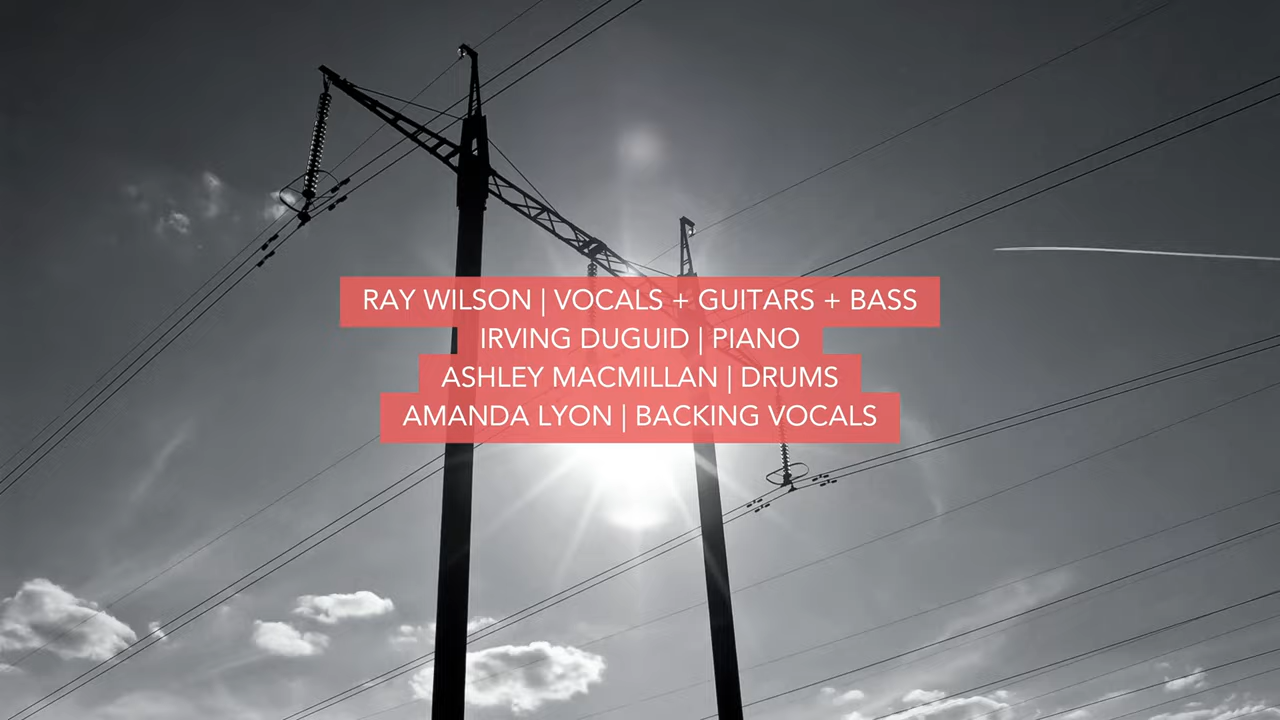 RAY WILSON | VOCALS + GUITARS + BASS
IRVING DUGUID | PIANO
ASHLEY MACMILLAN | DRUMS
AMANDA LYON | BACKING VOCALS